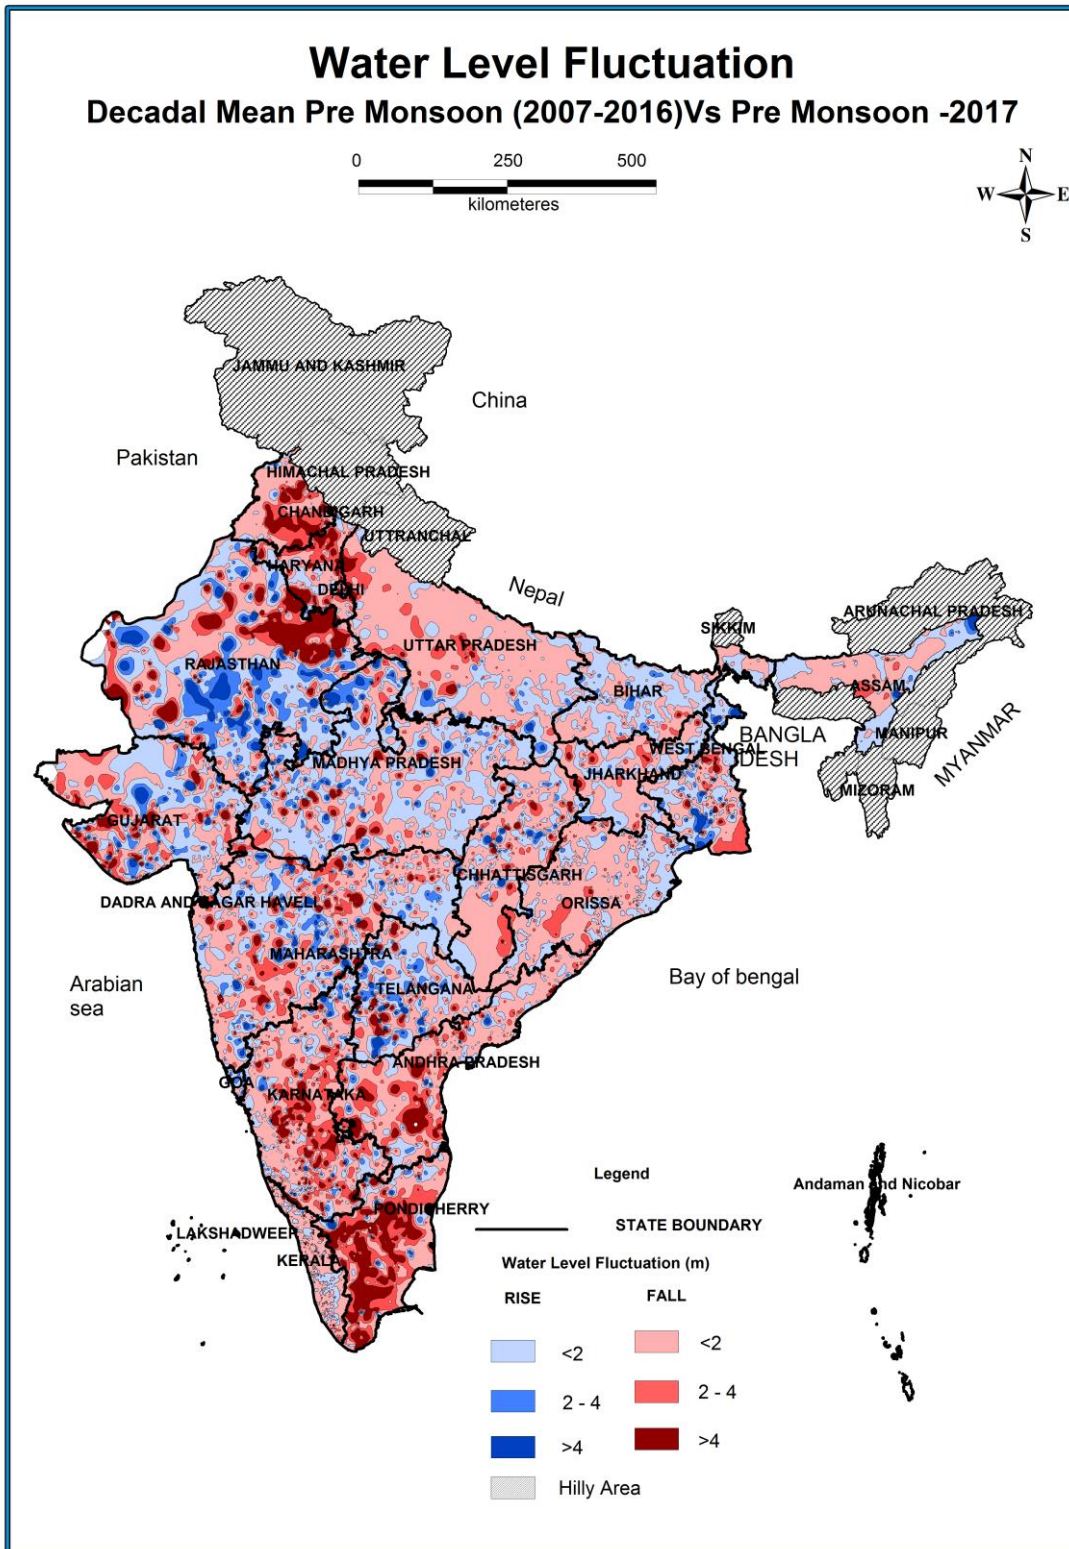 Water Level Fluctuation
Decadal Mean Pre Monsoon (2007-2016)Vs Pre Monsoon -2017
0 250 500
kilometeres
N
W E
S
JAMMU AND KASHMIR
China
Pakistan
HIMACHAL PRADESH
CHANDIGARH
UTTRANCHAL
HARYANA
DELHI
Nepal
ARUNACHAL PRADESH
SIKKIM
UTTAR PRADESH
RAJASTHAN
BIHAR
ASSAM
MANIPUR
BANGLA
DESH
WEST BENGAL
MYANMAR
MADHYA PRADESH
JHARKHAND
MIZORAM
GUJARAT
CHHATTISGARH
DADRA AND NAGAR HAVELI
ORISSA
MAHARASHTRA
Arabian
sea
TELANGANA
Bay of bengal
ANDHRA PRADESH
GOA
KARNATAKA
Legend
Andaman and Nicobar
PONDICHERRY
STATE BOUNDARY
LAKSHADWEEP
KERALA
Water Level Fluctuation (m)
RISE FALL
<2 <2
2 - 4 2 - 4
>4 >4
Hilly Area